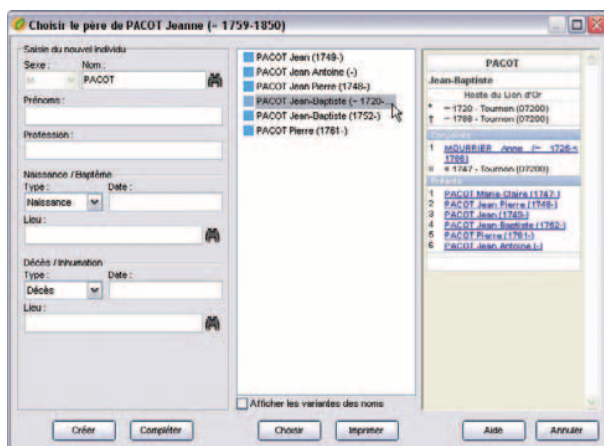 Choisir le père de PACOT Jeanne (~ 1759-1850)
Saisie du nouvel individu
Sexe : Nom :
M PACOT
Prénoms :
Profession :
Naissance / Baptême
Type : Date :
Naissance
Lieu :
Décès / Inhumation
Type : Date :
Décès
Lieu :
Créer Compléter
PACOT Jean (1749-)
PACOT Jean Antoine (-)
PACOT Jean Pierre (1748-)
PACOT Jean-Baptiste (~ 1720-...
PACOT Jean-Baptiste (1752-)
PACOT Pierre (1761-)
Afficher les variantes des noms
Choisir Imprimer
PACOT
Jean-Baptiste
Hoste du Lion d'Or
* ~ 1720 - Tournon (07200)
† ~ 1788 - Tournon (07200)
Conjoints
1 MOURRIER Anne (~ 1726-<
1786)
< 1747 - Tournon (07200)
Enfants
1 PACOT Marie-Claire (1747-)
2 PACOT Jean Pierre (1748-)
3 PACOT Jean (1749-)
4 PACOT Jean-Baptiste (1752-)
5 PACOT Pierre (1761-)
6 PACOT Jean Antoine (-)
Aide Annuler